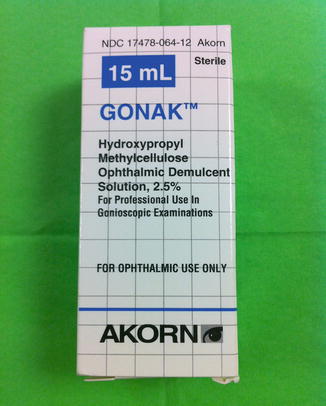 NDC 17478-064-12 Akorn
15 mL
Sterile
GONAK™
Hydroxypropyl
Methylcellulose
Ophthalmic Demulcent
Solution, 2.5%
For Professional Use In
Gonioscopic Examinations
FOR OPHTHALMIC USE ONLY
AKORN